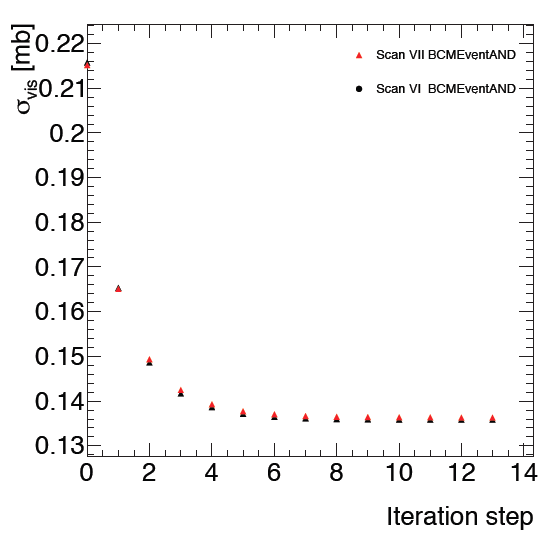 σvis [mb]
0.22
0.21
0.2
0.19
0.18
0.17
0.16
0.15
0.14
0.13
Scan VII BCMEventAND
Scan VI BCMEventAND
0 2 4 6 8 10 12 14
Iteration step